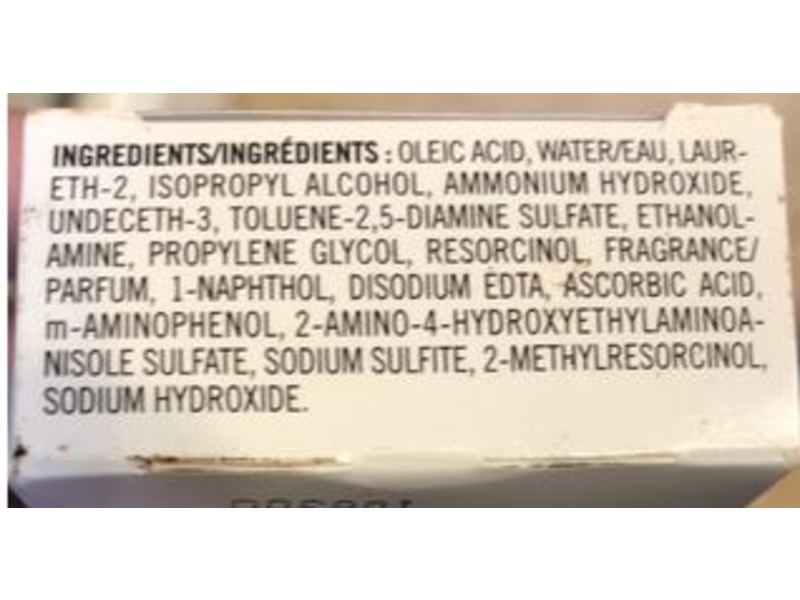 INGREDIENTS/INGRÉDIENTS : OLEIC ACID, WATER/EAU, LAUR-
ETH-2, ISOPROPYL ALCOHOL, AMMONIUM HYDROXIDE,
UNDECETH-3, TOLUENE-2,5-DIAMINE SULFATE, ETHANOL-
AMINE, PROPYLENE GLYCOL, RESORCINOL, FRAGRANCE/
PARFUM, 1-NAPHTHOL, DISODIUM EDTA, ASCORBIC ACID,
m-AMINOPHENOL, 2-AMINO-4-HYDROXYETHYLAMINOA-
NISOLE SULFATE, SODIUM SULFITE, 2-METHYLRESORCINOL,
SODIUM HYDROXIDE.